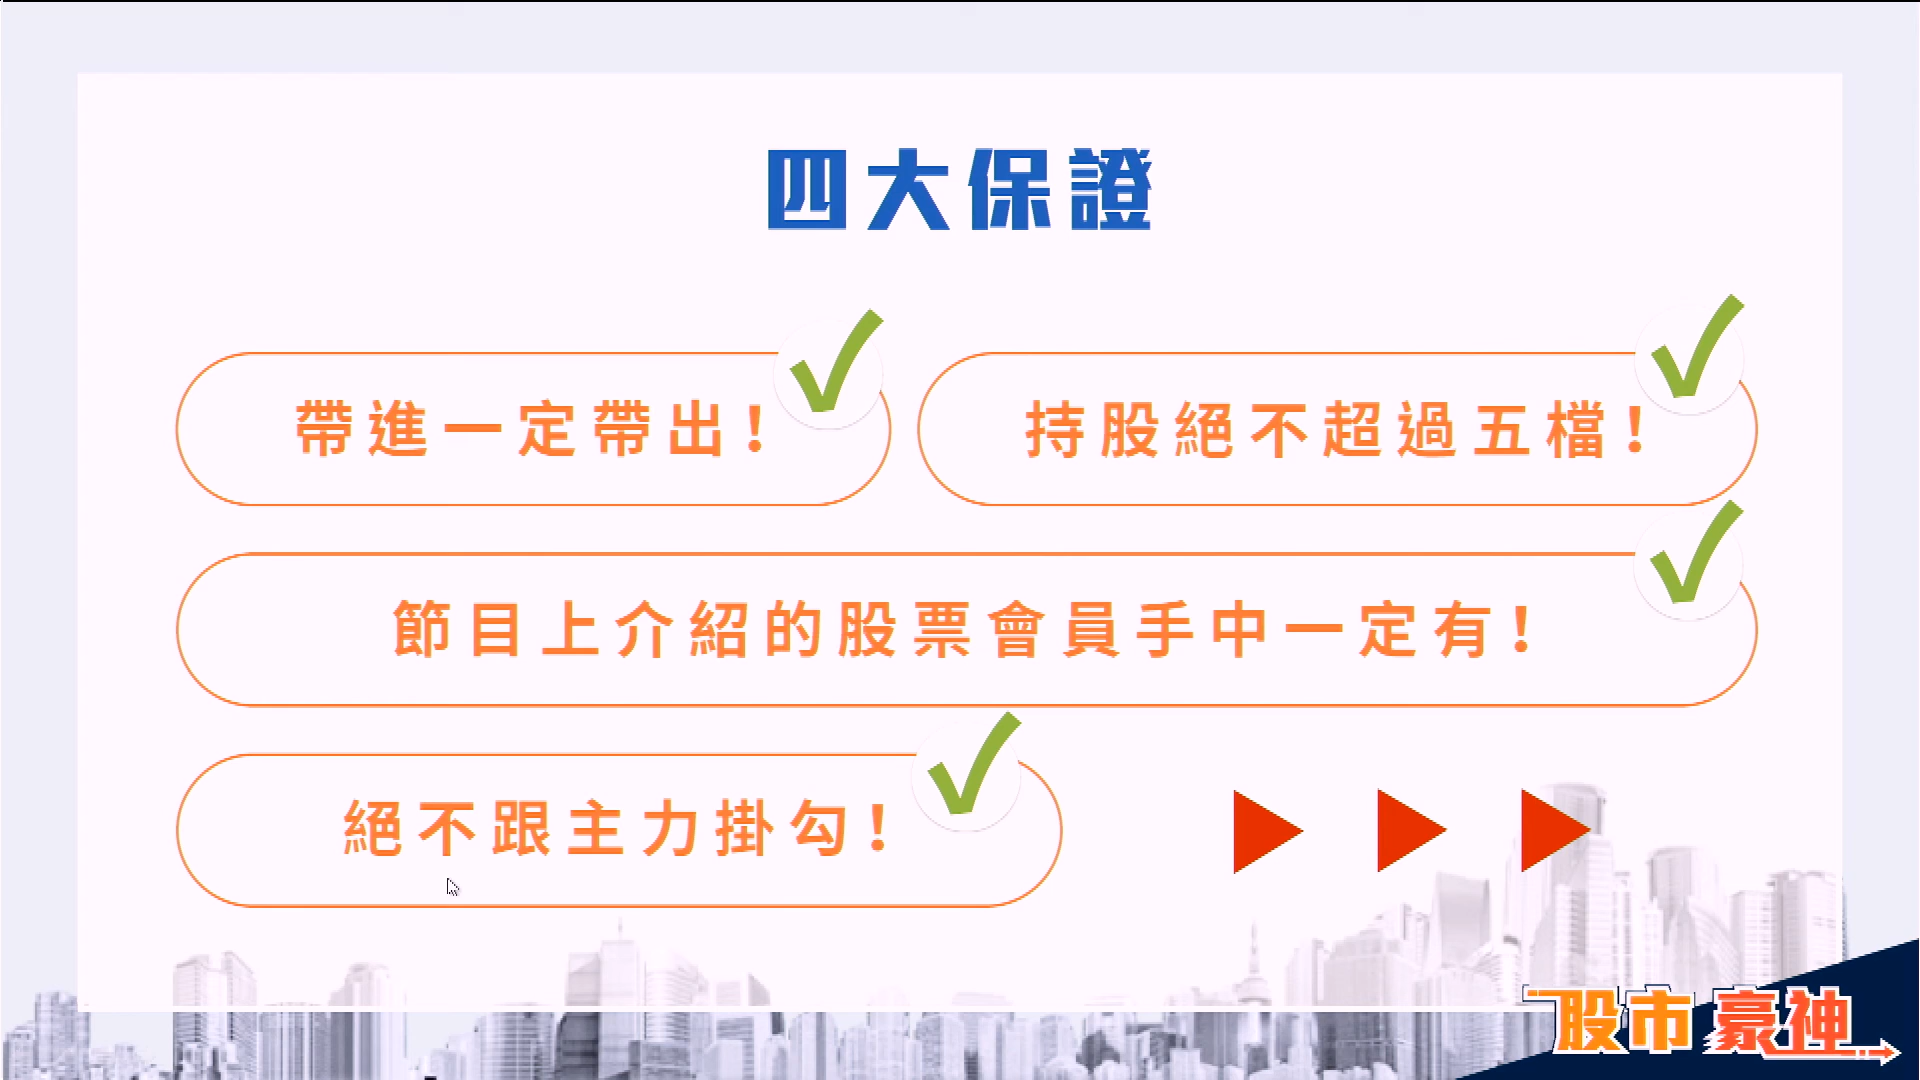 四大保證
帶進一定帶出！
持股絕不超過五檔！
節目上介紹的股票會員手中一定有！
絕不跟主力掛勾！
股市豪神